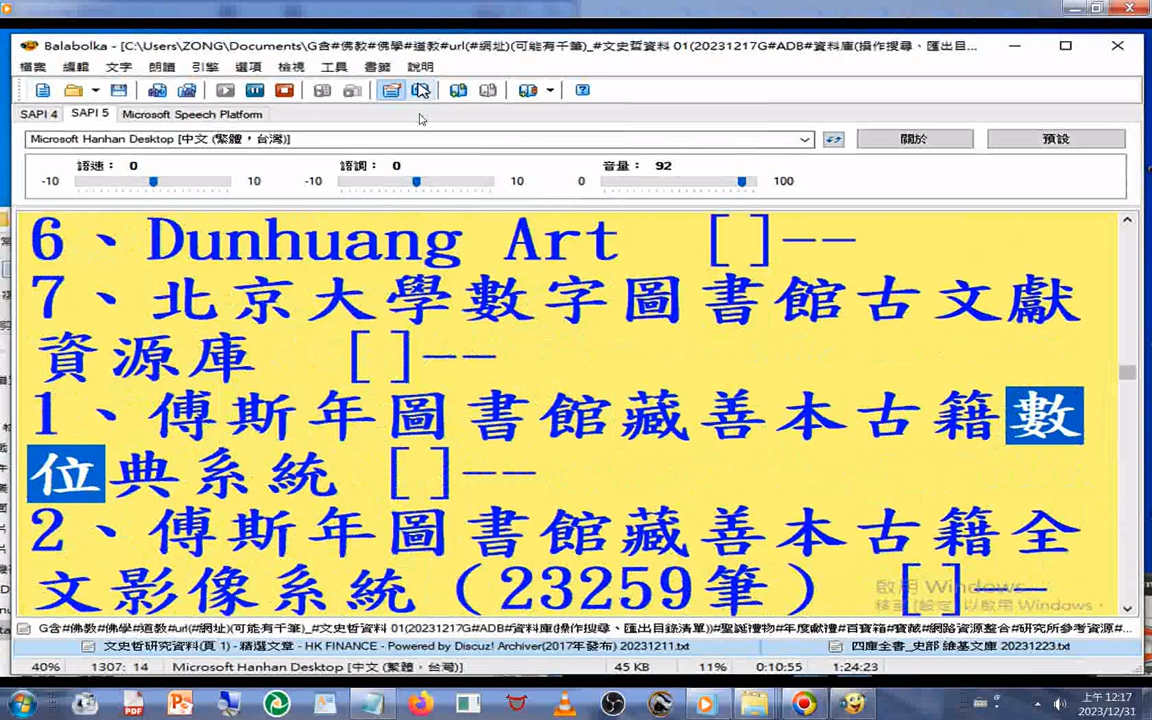 Balabolka - [C:\Users\ZONG\Documents\G含#佛教#佛學#道教#url(#網址)(可能有千筆)_#文史哲資料 01(20231217G#ADB#資料庫(操作搜尋、匯出目...
檔案 編輯 文字 朗讀 引擎 選項 檢視 工具 書籤 說明
SAPI 4 SAPI 5 Microsoft Speech Platform
Microsoft Hanhan Desktop [中文 (繁體，台灣)] 關於 預設
語速： 0 語調： 0 音量： 92
-10 10 -10 10 0 100
6、Dunhuang Art []--
7、北京大學數字圖書館古文獻
資源庫 []--
1、傅斯年圖書館藏善本古籍數
位典系統 []--
2、傅斯年圖書館藏善本古籍全
文影像系統（23259筆） []--
啟用 Windows
移至 [設定] 以啟用 Windows。
G含#佛教#佛學#道教#url(#網址)(可能有千筆)_#文史哲資料 01(20231217G#ADB#資料庫(操作搜尋、匯出目錄清單))#聖誕禮物#年度獻禮#百寶箱#寶藏#網路資源整合#研究所參考資源#...
文史哲研究資料(頁 1) - 精選文章 - HK FINANCE - Powered by Discuz! Archiver(2017年發布) 20231211.txt 四庫全書_史部 維基文庫 20231223.txt
40% 1307: 14 Microsoft Hanhan Desktop [中文 (繁體，台灣)] 45 KB 11% 0:10:55 1:24:23
上午 12:17
2023/12/31